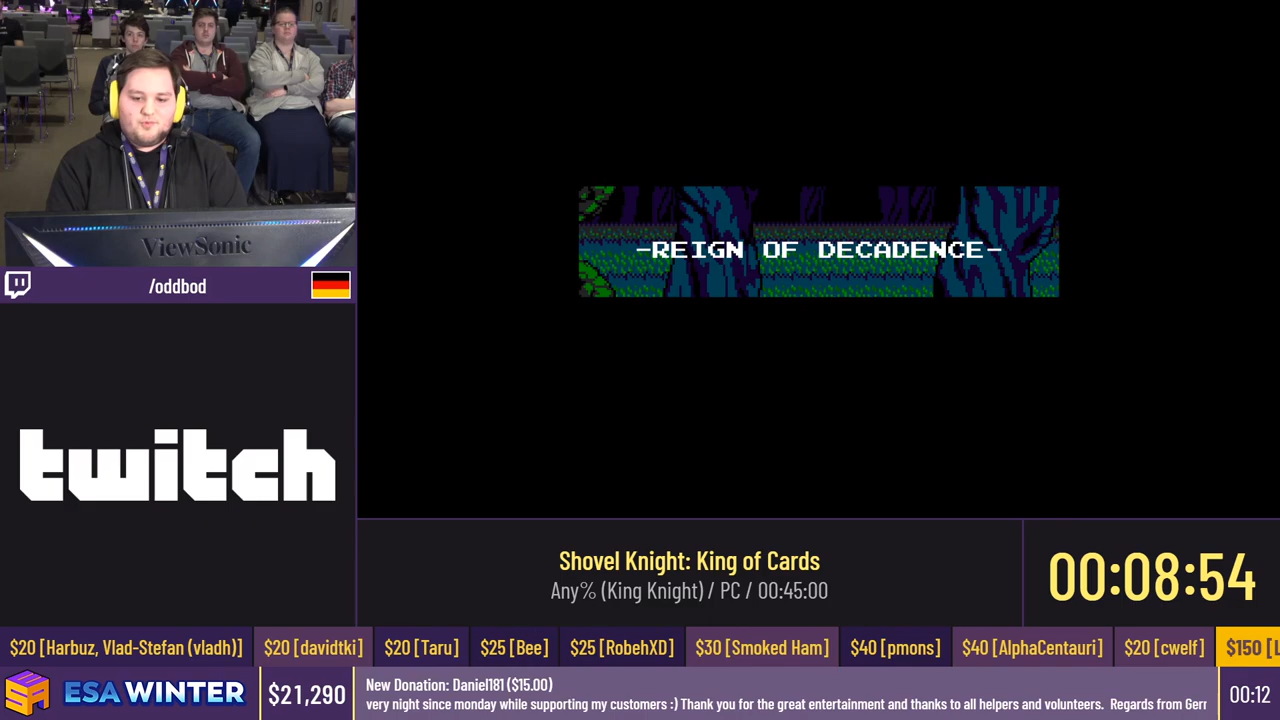 -REIGN OF DECADENCE-
ViewSonic
/oddbod
twitch
Shovel Knight: King of Cards
Any% (King Knight) / PC / 00:45:00
00:08:54
$20 [Harbuz, Vlad-Stefan (vladh)] $20 [davidtki] $20 [Taru] $25 [Bee] $25 [RobehXD] $30 [Smoked Ham] $40 [pmons] $40 [AlphaCentauri] $20 [cwelf] $150 [L
ESA WINTER
$21,290
New Donation: Daniel181 ($15.00)
very night since monday while supporting my customers :) Thank you for the great entertainment and thanks to all helpers and volunteers. Regards from Gerr
00:12